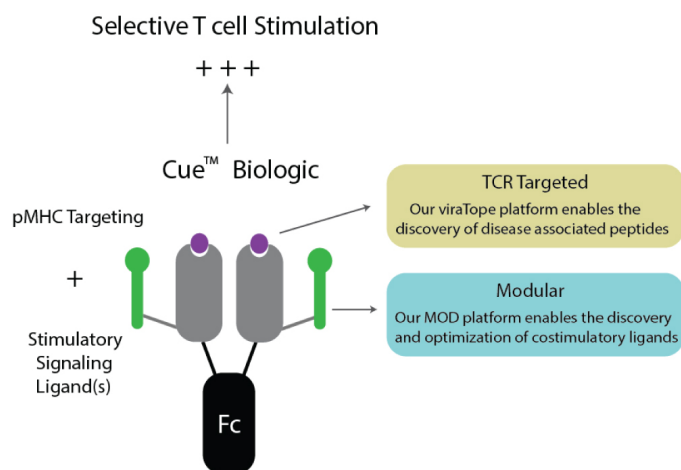 Selective T cell Stimulation
+ + +
Cue™ Biologic
pMHC Targeting
+
Stimulatory
Signaling
Ligand(s)
Fc
TCR Targeted
Our viraTope platform enables the
discovery of disease associated peptides
Modular
Our MOD platform enables the discovery
and optimization of costimulatory ligands